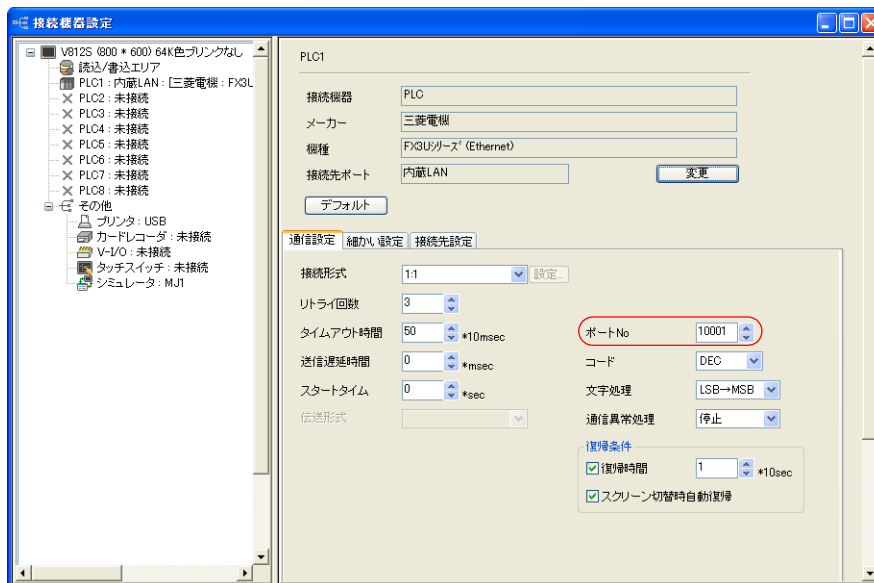 接続機器設定
V812S (800 * 600) 64K色ブリンクなし
読込/書込エリア
PLC1 : 内蔵LAN : [三菱電機 : FX3U
PLC2 : 未接続
PLC3 : 未接続
PLC4 : 未接続
PLC5 : 未接続
PLC6 : 未接続
PLC7 : 未接続
PLC8 : 未接続
その他
プリンタ : USB
カードレコーダ : 未接続
V-I/O : 未接続
タッチスイッチ : 未接続
シミュレータ : MJ1
PLC1
接続機器 PLC
メーカー 三菱電機
機種 FX3Uシリーズ (Ethernet)
接続先ポート 内蔵LAN 変更
デフォルト
通信設定 細かい設定 接続先設定
接続形式 1:1 設定...
リトライ回数 3
タイムアウト時間 50 *10msec ポートNo 10001
送信遅延時間 0 *msec コード DEC
スタートタイム 0 *sec 文字処理 LSB→MSB
伝送形式 通信異常処理 停止
復帰条件
復帰時間 1 *10sec
スクリーン切替時自動復帰